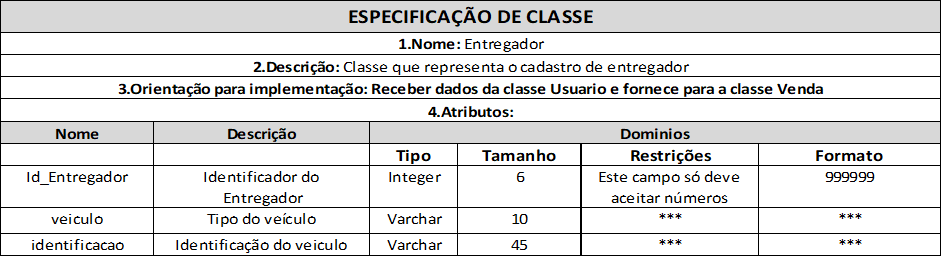 ESPECIFICAÇÃO DE CLASSE
1.Nome: Entregador
2.Descrição: Classe que representa o cadastro de entregador
3.Orientação para implementação: Receber dados da classe Usuario e fornece para a classe Venda
4.Atributos:
Nome Descrição Dominios
Tipo Tamanho Restrições Formato
Id_Entregador Identificador do Integer 6 Este campo só deve 999999
Entregador aceitar números
veiculo Tipo do veículo Varchar 10 *** ***
identificacao Identificação do veiculo Varchar 45 *** ***